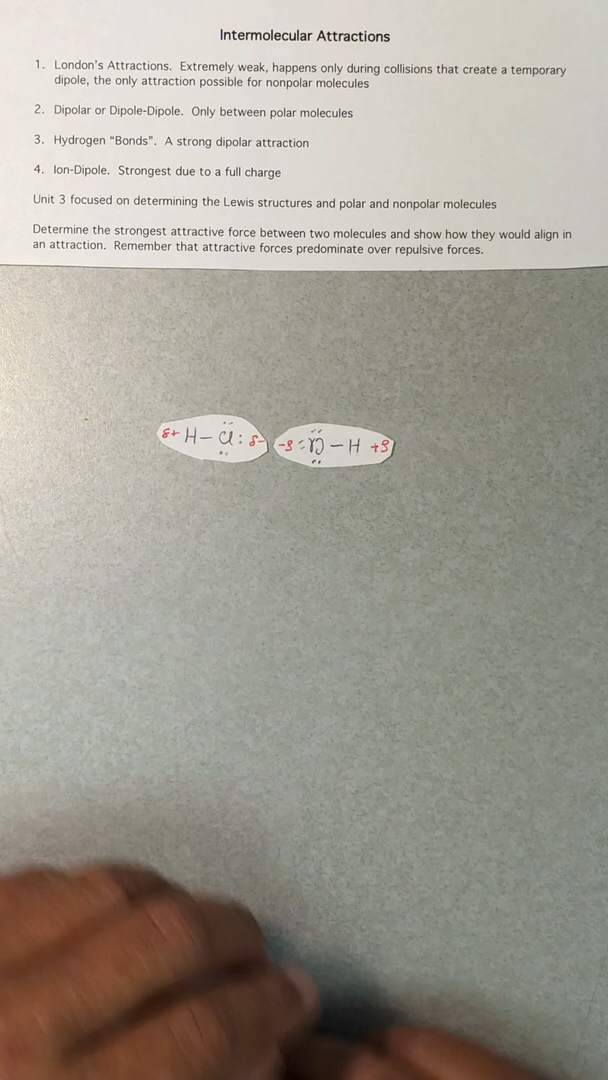 Intermolecular Attractions
1. London's Attractions. Extremely weak, happens only during collisions that create a temporary
dipole, the only attraction possible for nonpolar molecules
2. Dipolar or Dipole-Dipole. Only between polar molecules
3. Hydrogen "Bonds". A strong dipolar attraction
4. Ion-Dipole. Strongest due to a full charge
Unit 3 focused on determining the Lewis structures and polar and nonpolar molecules
Determine the strongest attractive force between two molecules and show how they would align in
an attraction. Remember that attractive forces predominate over repulsive forces.
δ+ H–Cl: δ- δ- :Cl–H δ+